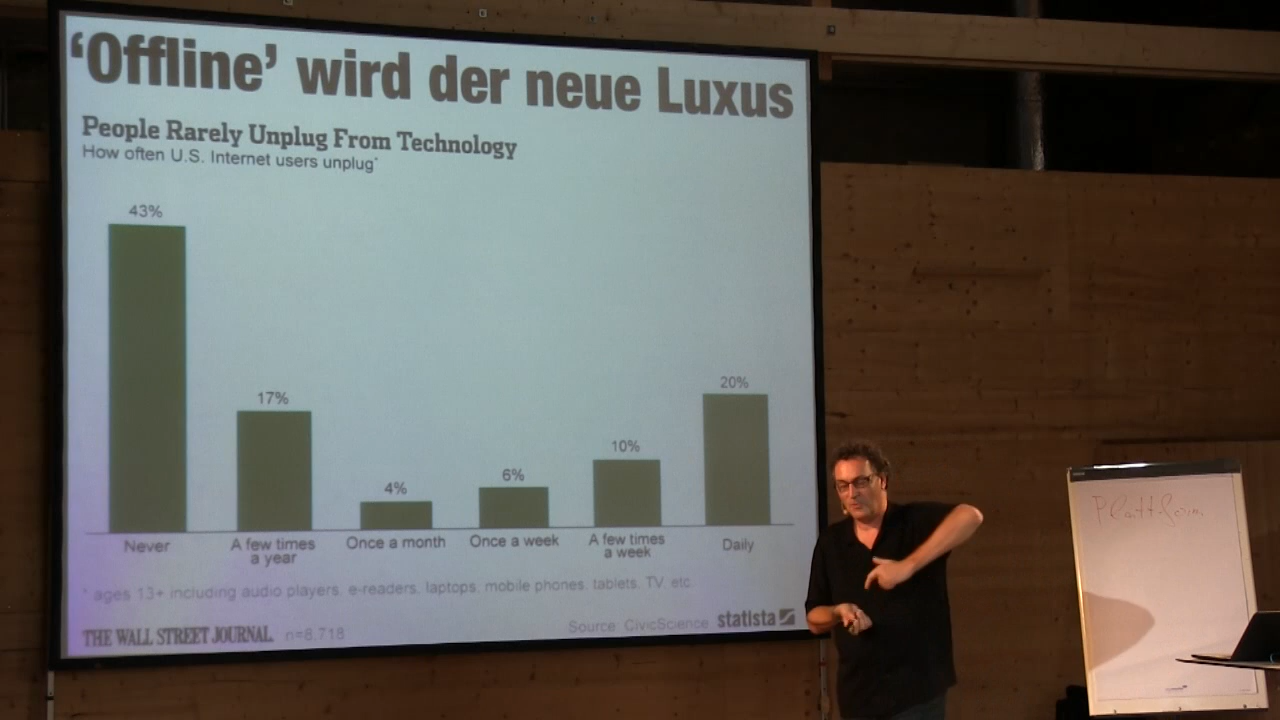 ‘Offline’ wird der neue Luxus
People Rarely Unplug From Technology
How often U.S. Internet users unplug*
43%
17%
4%
6%
10%
20%
Never
A few times
a year
Once a month
Once a week
A few times
a week
Daily
* ages 13+ including audio players, e-readers, laptops, mobile phones, tablets, TV, etc.
THE WALL STREET JOURNAL. n=8,718
Source: CivicScience statista
Plattform